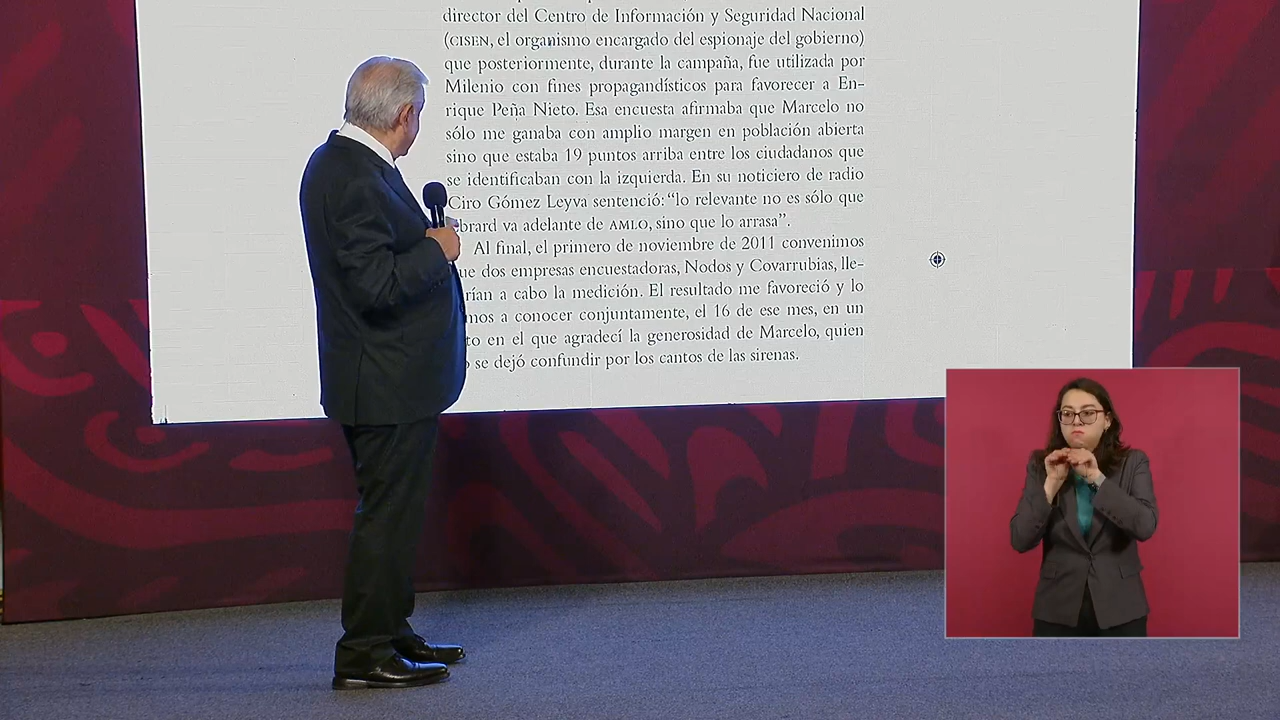 director del Centro de Información y Seguridad Nacional
(CISEN, el organismo encargado del espionaje del gobierno)
que posteriormente, durante la campaña, fue utilizada por
Milenio con fines propagandísticos para favorecer a En-
rique Peña Nieto. Esa encuesta afirmaba que Marcelo no
sólo me ganaba con amplio margen en población abierta
sino que estaba 19 puntos arriba entre los ciudadanos que
se identificaban con la izquierda. En su noticiero de radio
Ciro Gómez Leyva sentenció: “lo relevante no es sólo que
brard va adelante de AMLO, sino que lo arrasa”.
Al final, el primero de noviembre de 2011 convenimos
ue dos empresas encuestadoras, Nodos y Covarrubias, lle-
rían a cabo la medición. El resultado me favoreció y lo
mos a conocer conjuntamente, el 16 de ese mes, en un
to en el que agradecí la generosidad de Marcelo, quien
se dejó confundir por los cantos de las sirenas.